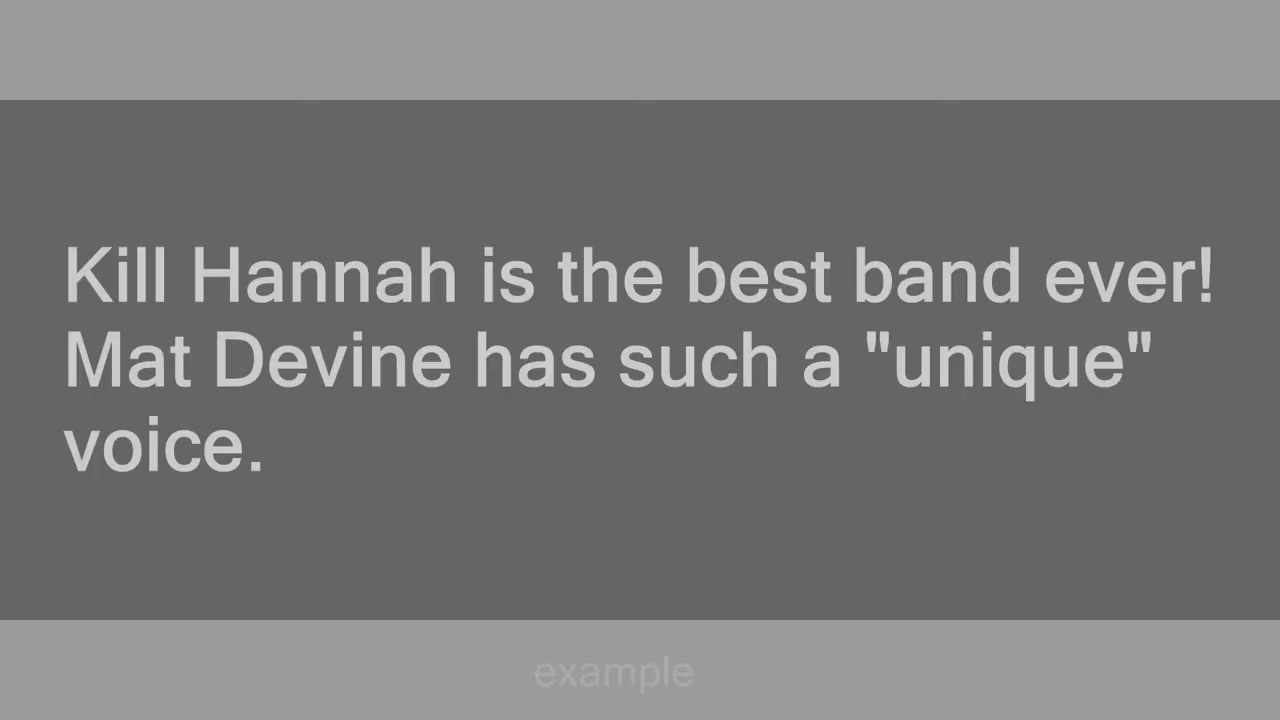 Kill Hannah is the best band ever!
Mat Devine has such a "unique"
voice.
example